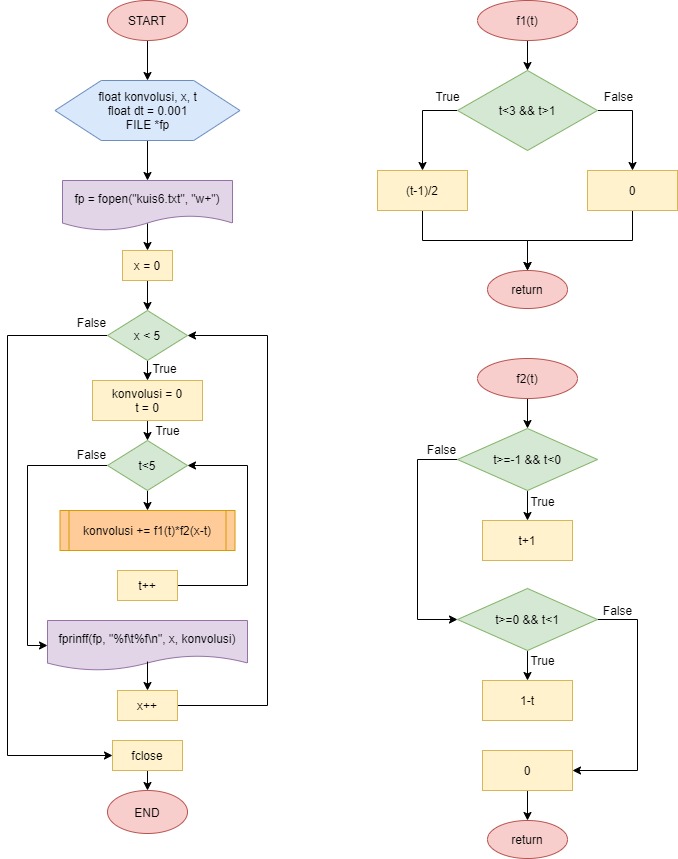 START
float konvolusi, x, t
float dt = 0.001
FILE *fp
fp = fopen("kuis6.txt", "w+")
x = 0
x < 5
False
True
konvolusi = 0
t = 0
True
t<5
False
konvolusi += f1(t)*f2(x-t)
t++
fprinff(fp, "%f\t%f\n", x, konvolusi)
x++
fclose
END
f1(t)
t<3 && t>1
True
False
(t-1)/2
0
return
f2(t)
t>=-1 && t<0
False
True
t+1
t>=0 && t<1
False
True
1-t
0
return